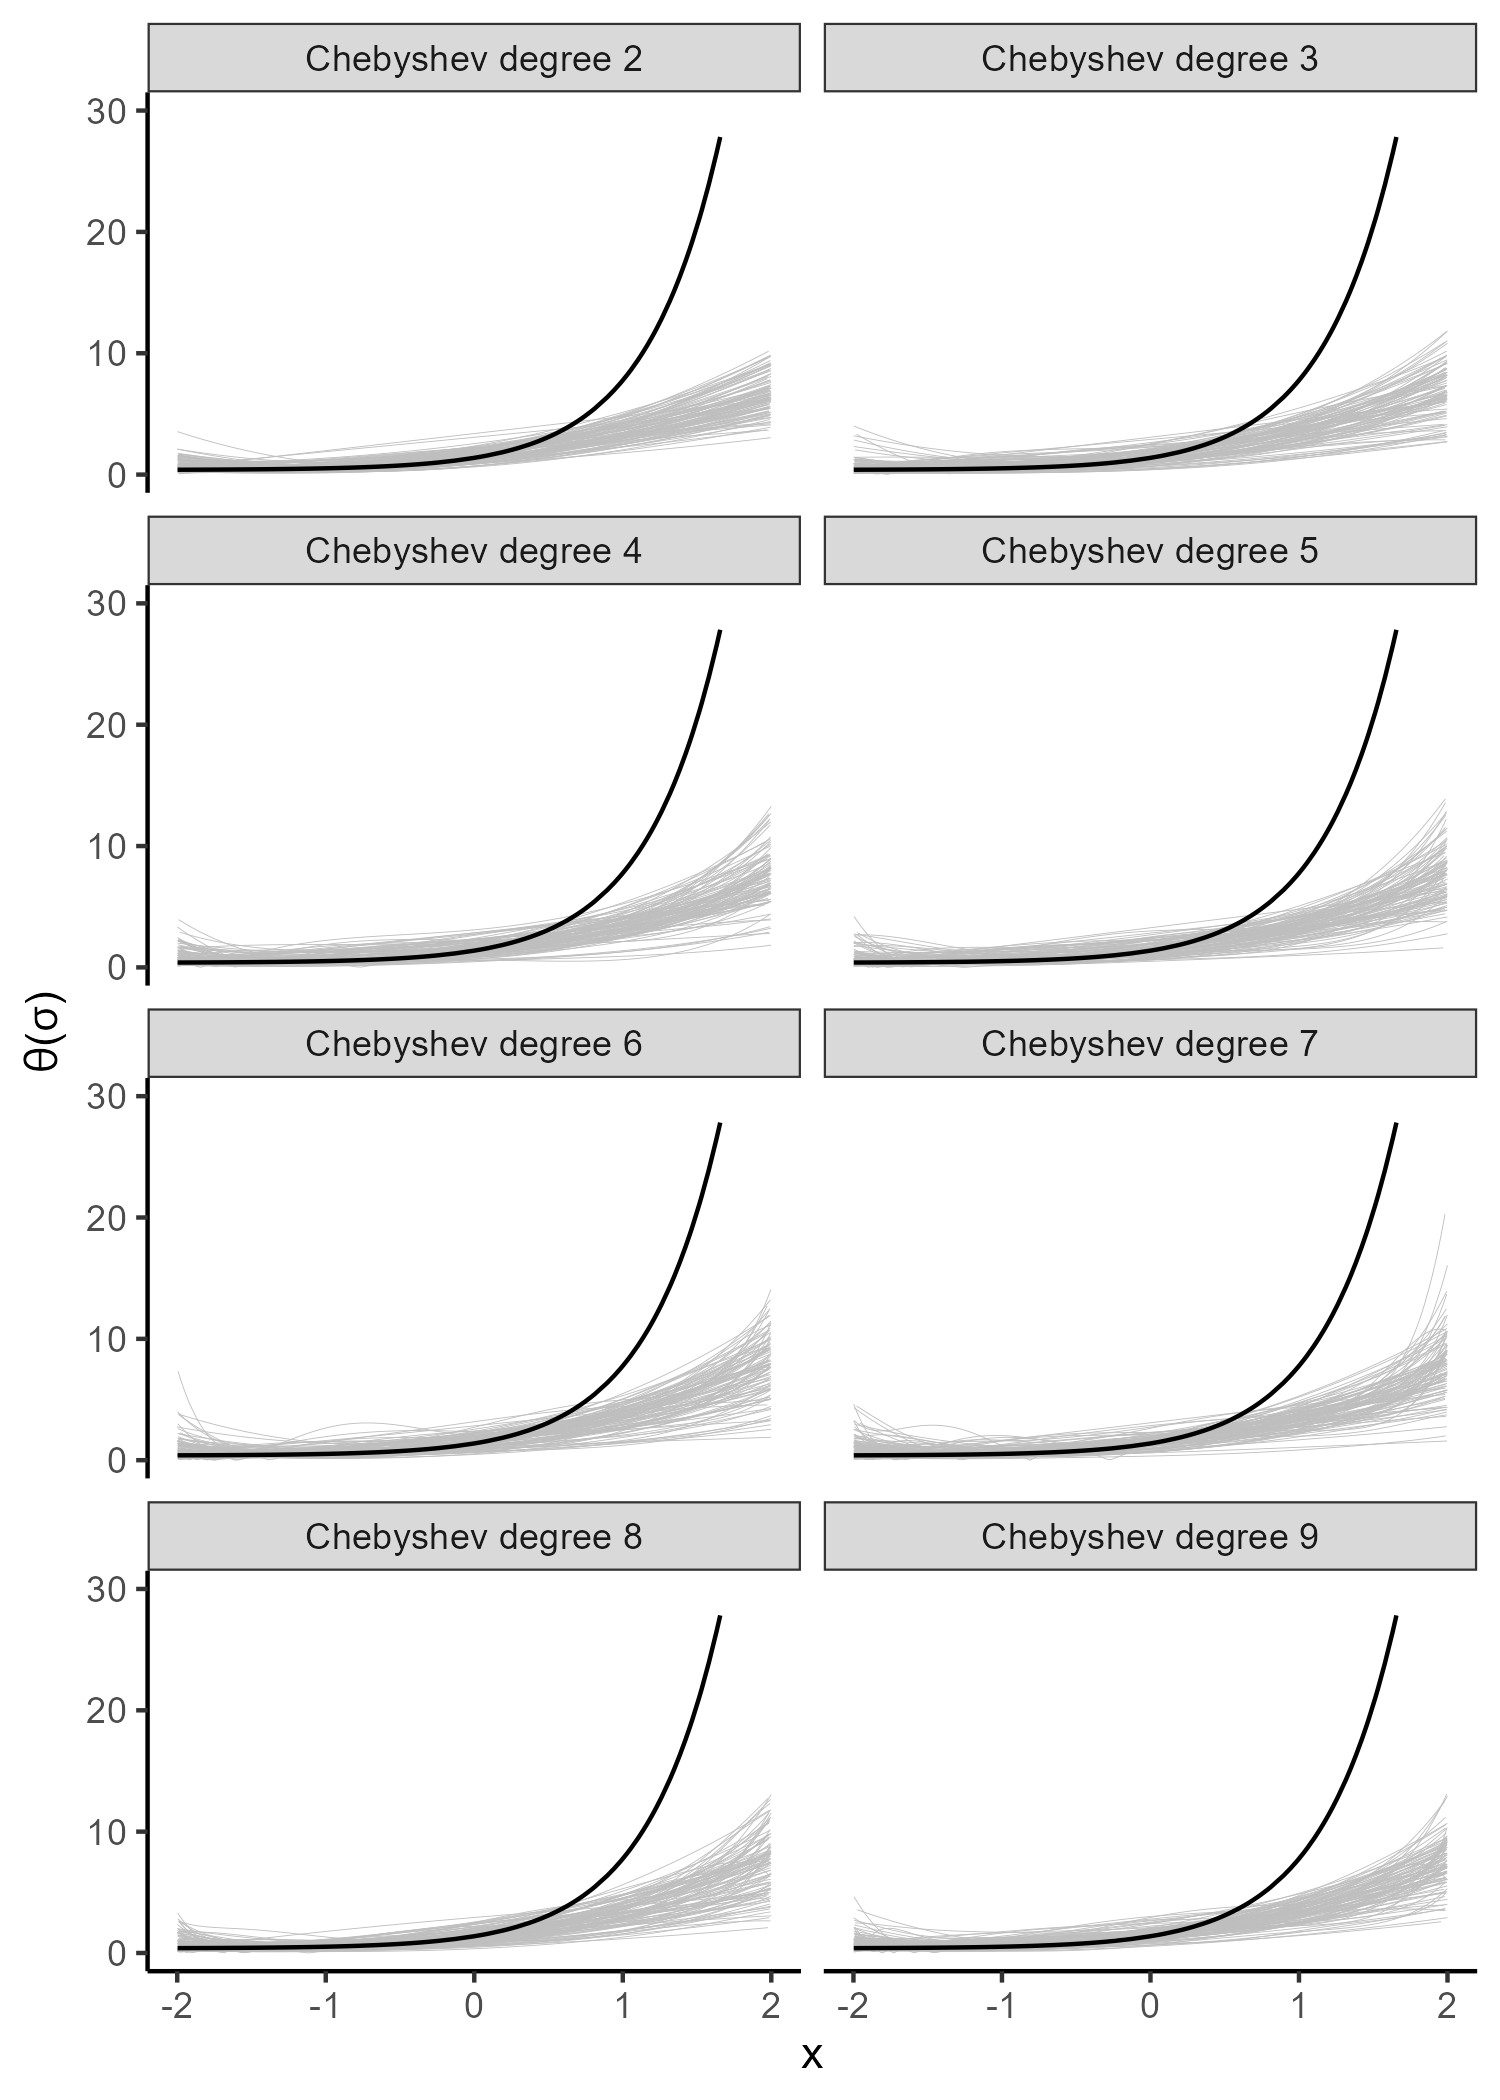 Chebyshev degree 2
Chebyshev degree 3
30
20
10
0
Chebyshev degree 4
Chebyshev degree 5
30
20
10
0
Chebyshev degree 6
Chebyshev degree 7
30
20
10
0
Chebyshev degree 8
Chebyshev degree 9
30
20
10
0
-2 -1 0 1 2
-2 -1 0 1 2
x
θ(σ)